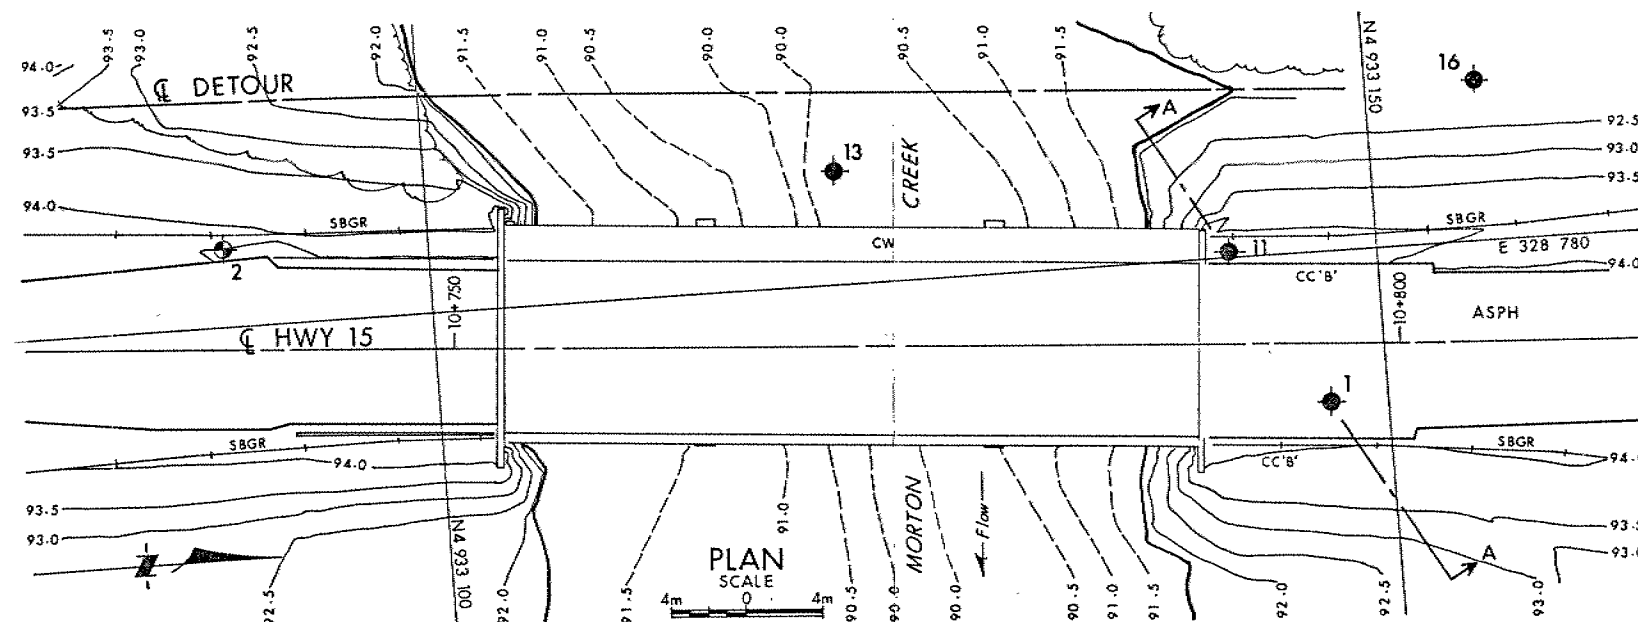 93.5
93.0
92.5
92.0
91.5
91.0
90.5
90.0
90.0
90.5
91.0
91.5
N4 933 150
16
94.0
℄ DETOUR
A
93.5
92.5
93.0
93.5
13
CREEK
93.5
94.0
SBGR
SBGR
CW
11
E 328 780
2
94.0
CC'B'
10+750
10+800
ASPH
℄ HWY 15
1
SBGR
SBGR
94.0
CC'B'
94.
93.5
93.0
91.0
MORTON
Flow
93.5
93.0
A
N4 933 100
PLAN
SCALE
4m 0 4m
92.5
92.0
91.5
90.5
90.0
90.0
90.5
91.0
91.5
92.0
92.5
93.0